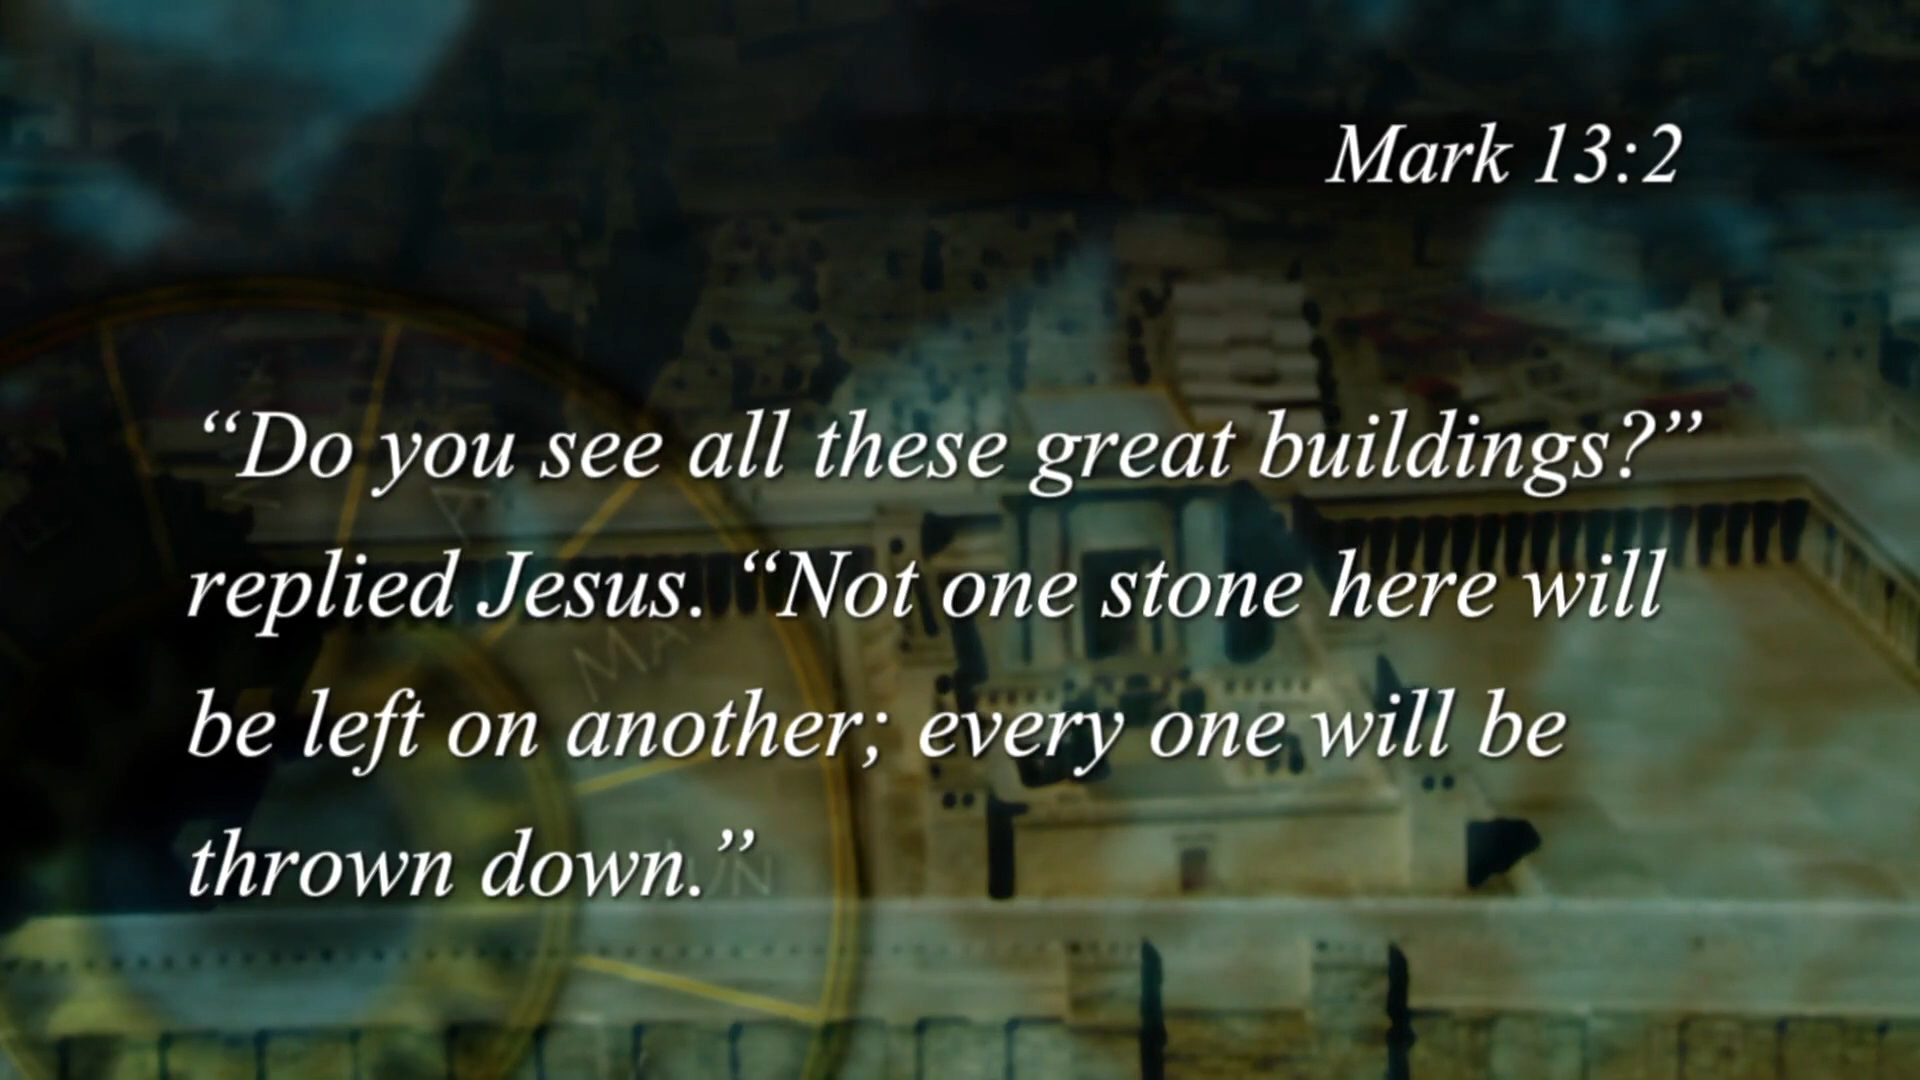 Mark 13:2
“Do you see all these great buildings?”
replied Jesus. “Not one stone here will
be left on another; every one will be
thrown down.”